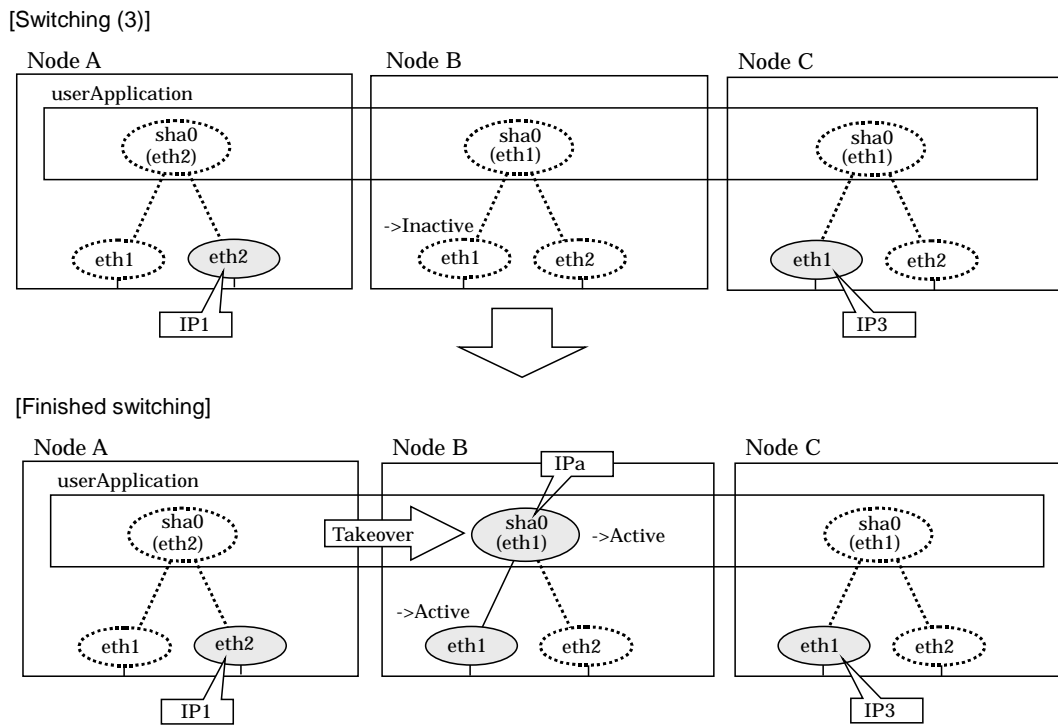 [Switching (3)]
Node A
Node B
Node C
userApplication
sha0
(eth2)
sha0
(eth1)
sha0
(eth1)
->Inactive
eth1
eth2
eth1
eth2
eth1
eth2
IP1
IP3
[Finished switching]
Node A
Node B
Node C
IPa
userApplication
sha0
(eth2)
Takeover
sha0
(eth1)
->Active
sha0
(eth1)
->Active
eth1
eth2
eth1
eth2
eth1
eth2
IP1
IP3